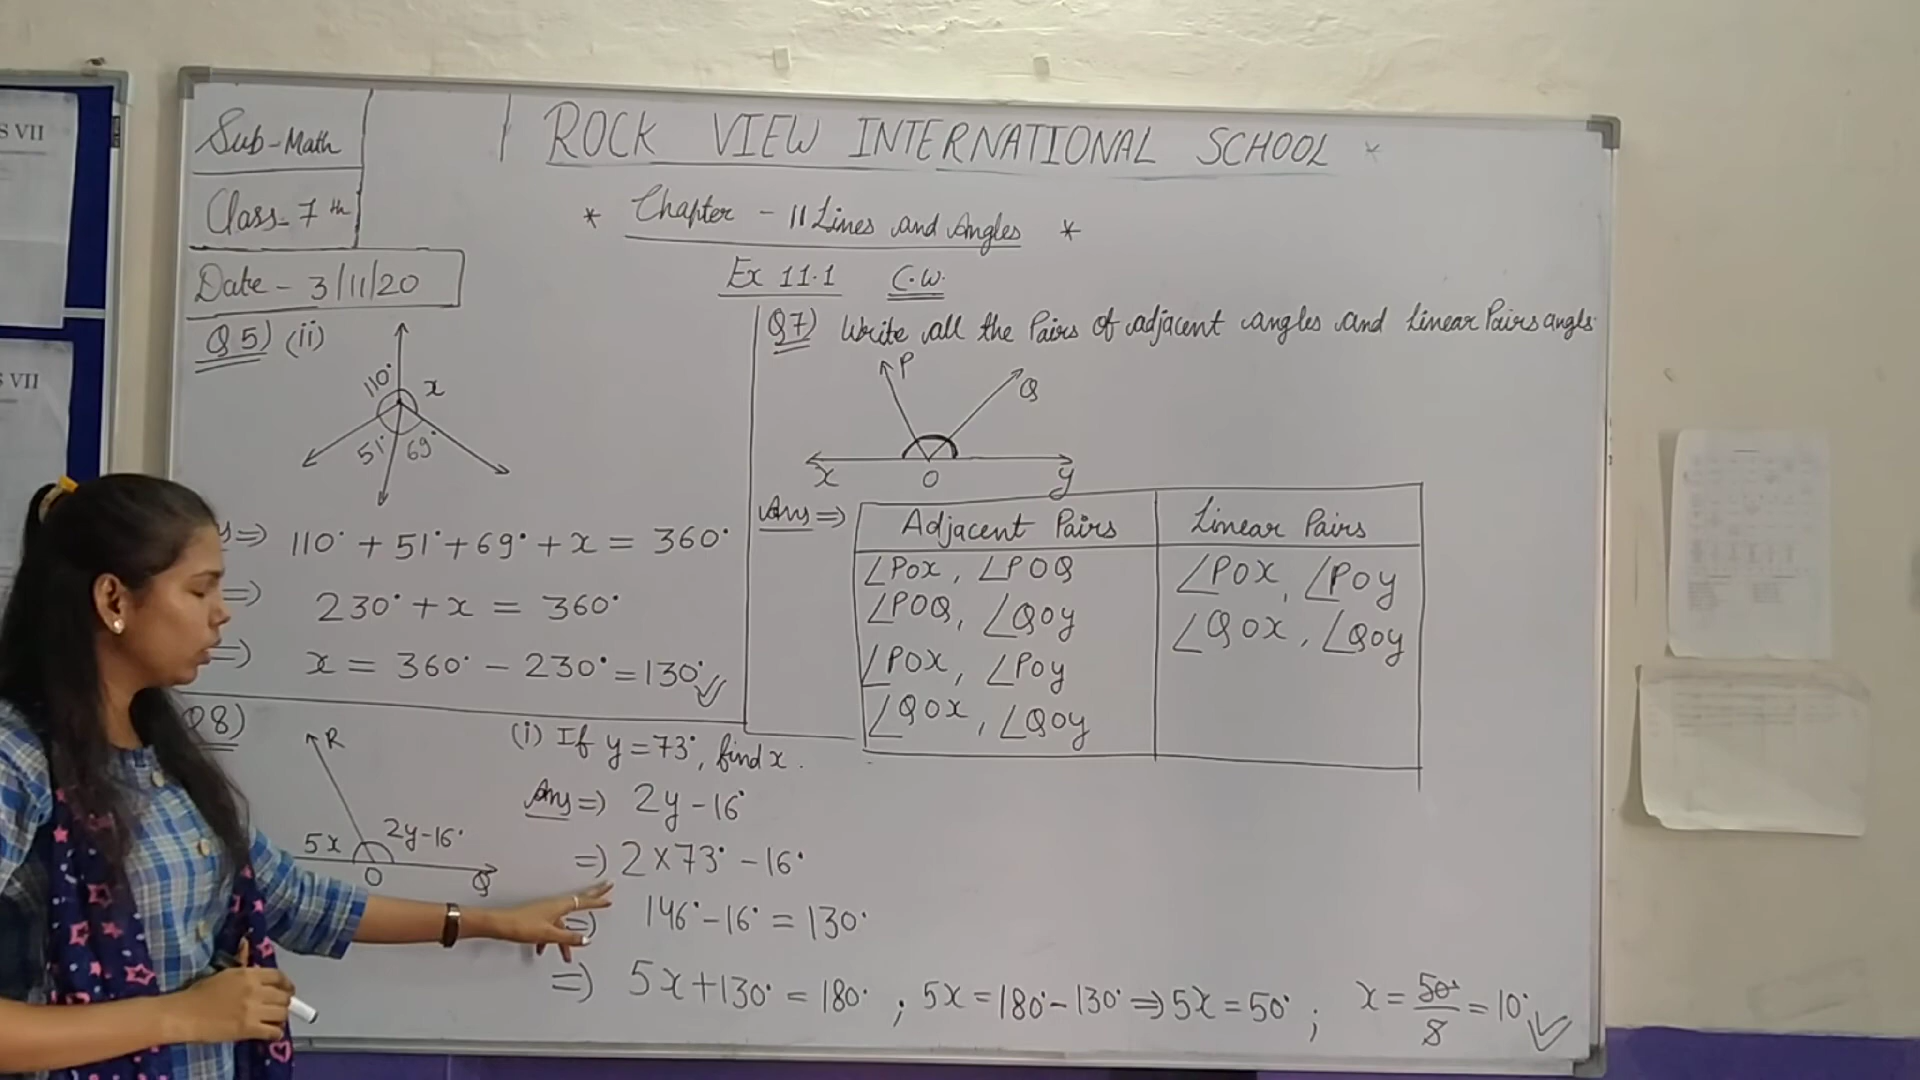 S VII
S VII
Sub-Math
Class-7th
Date - 3/11/20
ROCK VIEW INTERNATIONAL SCHOOL *
* Chapter - 11 Lines and Angles *
Ex 11.1 C.W.
Q5) (ii)
110° x
51° 69°
=> 110° + 51° + 69° + x = 360°
=> 230° + x = 360°
=> x = 360° - 230° = 130°
Q7) Write all the Pairs of adjacent angles and linear Pairs angls.
P Q
x O y
Ans =>
Adjacent Pairs
∠POX, ∠POQ
∠POQ, ∠QOy
∠POX, ∠POy
∠QOX, ∠QOy
Linear Pairs
∠POX, ∠POy
∠QOX, ∠QOy
Q8)
R
5x 2y-16°
O Q
(i) If y = 73°, find x.
Ans => 2y - 16°
=> 2 × 73° - 16°
=> 146° - 16° = 130°
=> 5x + 130° = 180° ; 5x = 180° - 130° => 5x = 50° ; x = 50°/8 = 10°